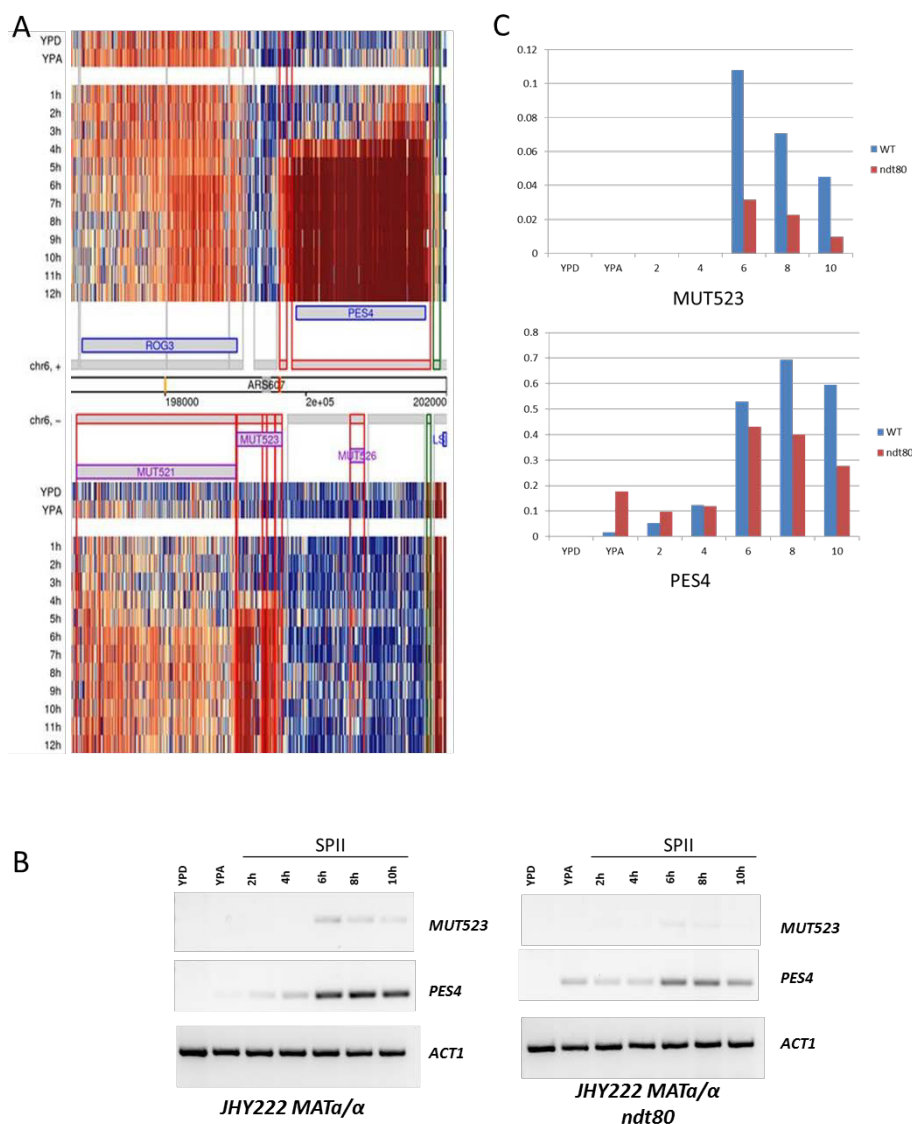 A
YPD
YPA
1h
2h
3h
4h
5h
6h
7h
8h
9h
10h
11h
12h
PES4
ROG3
chr6, +
ARS607
198000 2e+05 202000
chr6, −
MUT523 LS
MUT526
MUT521
YPD
YPA
1h
2h
3h
4h
5h
6h
7h
8h
9h
10h
11h
12h
C
0.12
0.1
0.08
0.06
0.04
0.02
0
WT
ndt80
YPD YPA 2 4 6 8 10
MUT523
0.8
0.7
0.6
0.5
0.4
0.3
0.2
0.1
0
WT
ndt80
YPD YPA 2 4 6 8 10
PES4
B
SPII
YPD YPA 2h 4h 6h 8h 10h
MUT523
PES4
ACT1
JHY222 MATa/α
SPII
YPD YPA 2h 4h 6h 8h 10h
MUT523
PES4
ACT1
JHY222 MATa/α
ndt80